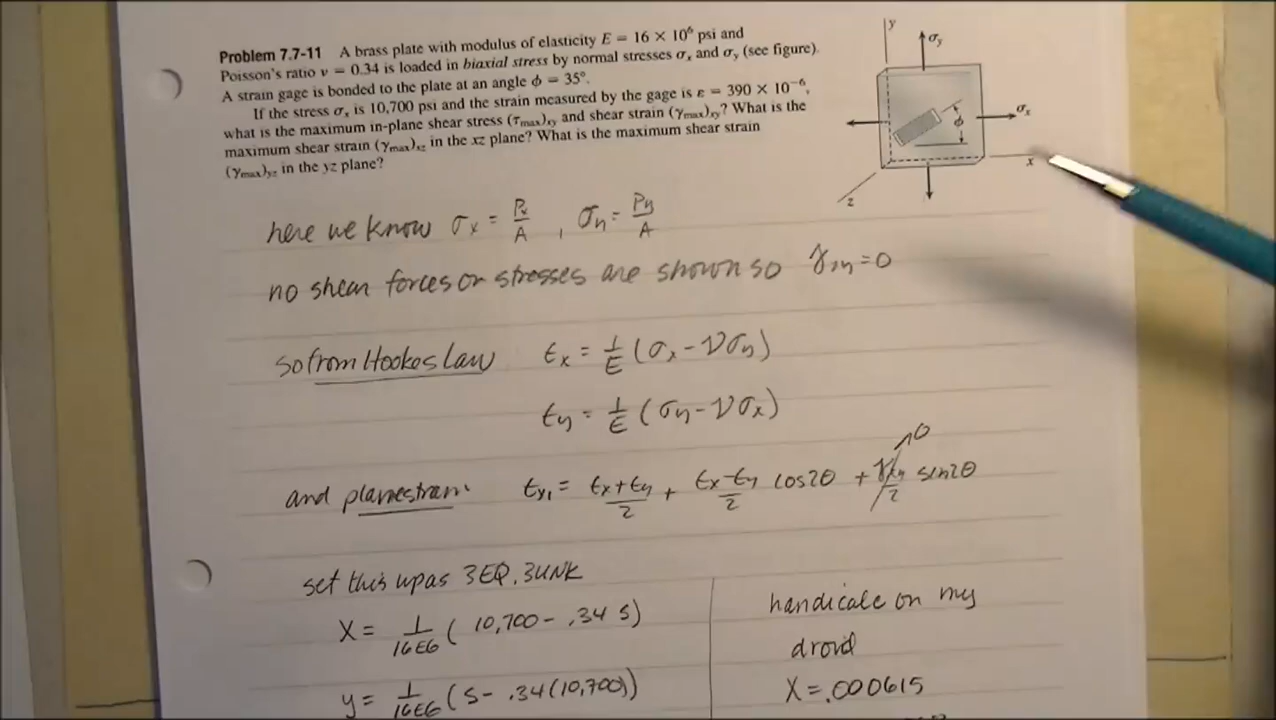 Problem 7.7-11 A brass plate with modulus of elasticity E = 16 × 10⁶ psi and
Poisson's ratio ν = 0.34 is loaded in biaxial stress by normal stresses σx and σy (see figure).
A strain gage is bonded to the plate at an angle ϕ = 35°.
If the stress σx is 10,700 psi and the strain measured by the gage is ε = 390 × 10⁻⁶,
what is the maximum in-plane shear stress (τmax)xy and shear strain (γmax)xy? What is the
maximum shear strain (γmax)xz in the xz plane? What is the maximum shear strain
(γmax)yz in the yz plane?
y
σy
σx
ϕ
x
z
here we know σx = Px/A , σy = Py/A
no shear forces or stresses are shown so γxy = 0
so from Hookes Law εx = 1/E (σx - νσy)
εy = 1/E (σy - νσx)
and planestrain εx1 = εx+εy/2 + εx-εy/2 cos2θ + γxy/2 sin2θ
0
set this up as 3EQ. 3UNK
X = 1/16E6 ( 10,700 - .34 S)
y = 1/16E6 (S - .34(10,700))
handicalc on my
droid
X = .000615